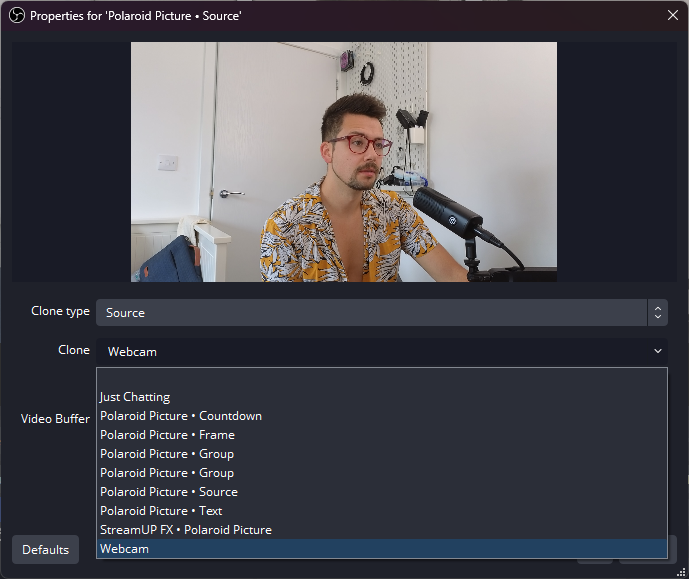 Properties for 'Polaroid Picture • Source'
Clone type
Source
Clone
Webcam
Video Buffer
Just Chatting
Polaroid Picture • Countdown
Polaroid Picture • Frame
Polaroid Picture • Group
Polaroid Picture • Group
Polaroid Picture • Source
Polaroid Picture • Text
StreamUP FX • Polaroid Picture
Webcam
Defaults